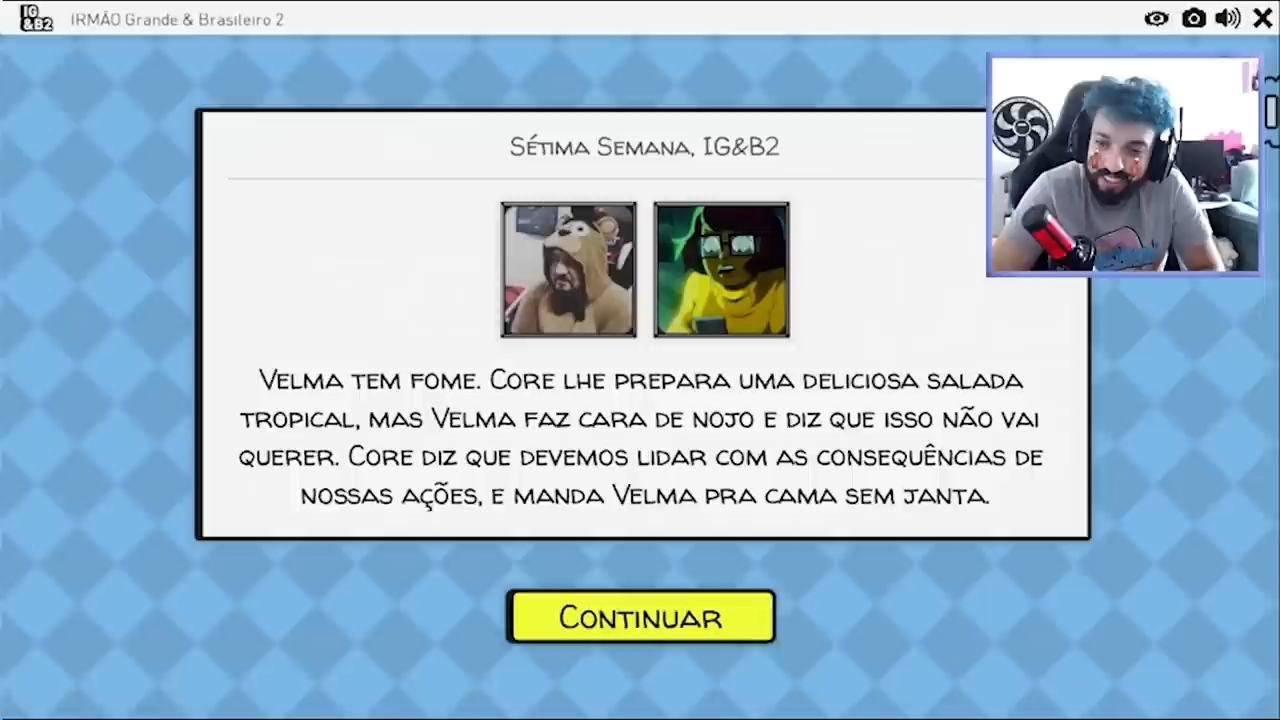 IG
&B2
IRMÃO Grande & Brasileiro 2
Sétima Semana, IG&B2
Velma tem fome. Core lhe prepara uma deliciosa salada
tropical, mas Velma faz cara de nojo e diz que isso não vai
querer. Core diz que devemos lidar com as consequências de
nossas ações, e manda Velma pra cama sem janta.
Continuar